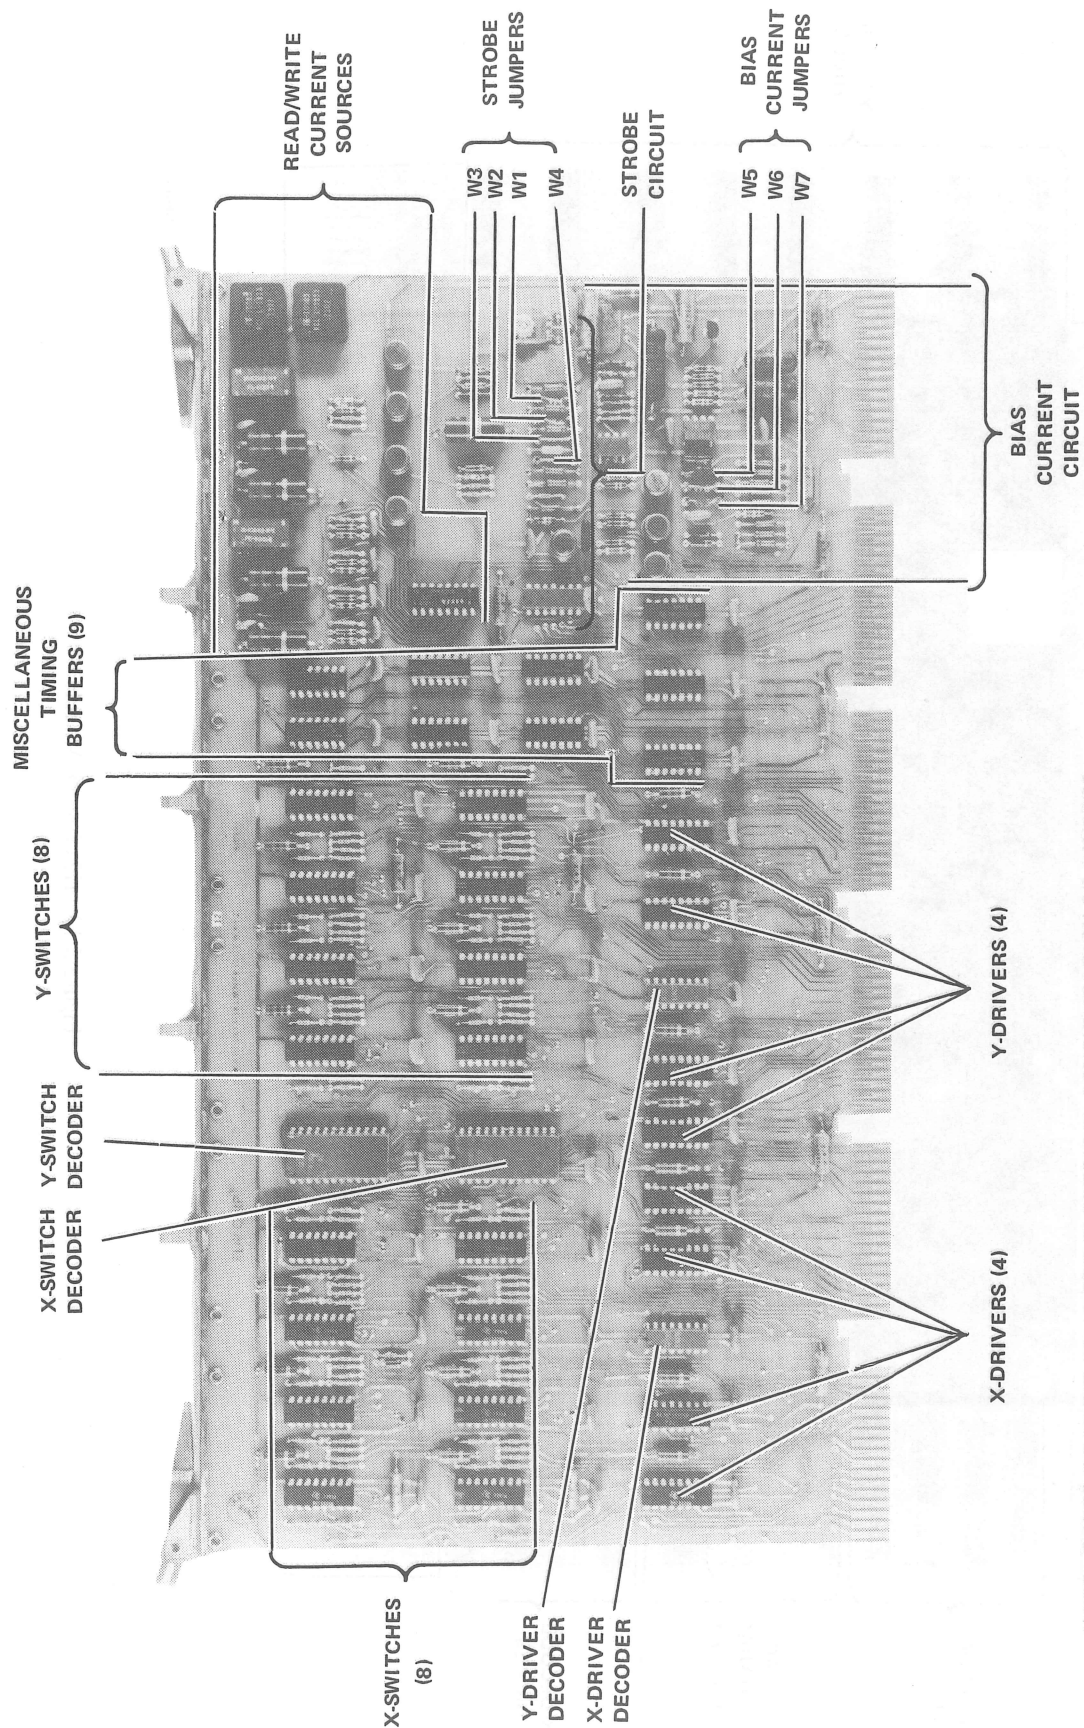 X-SWITCHES
(8)
X-SWITCH
DECODER
Y-SWITCH
DECODER
Y-SWITCHES (8)
MISCELLANEOUS
TIMING
BUFFERS (9)
READ/WRITE
CURRENT
SOURCES
STROBE
JUMPERS
W3
W2
W1
W4
STROBE
CIRCUIT
BIAS
CURRENT
JUMPERS
W5
W6
W7
Y-DRIVER
DECODER
X-DRIVER
DECODER
X-DRIVERS (4)
Y-DRIVERS (4)
BIAS
CURRENT
CIRCUIT